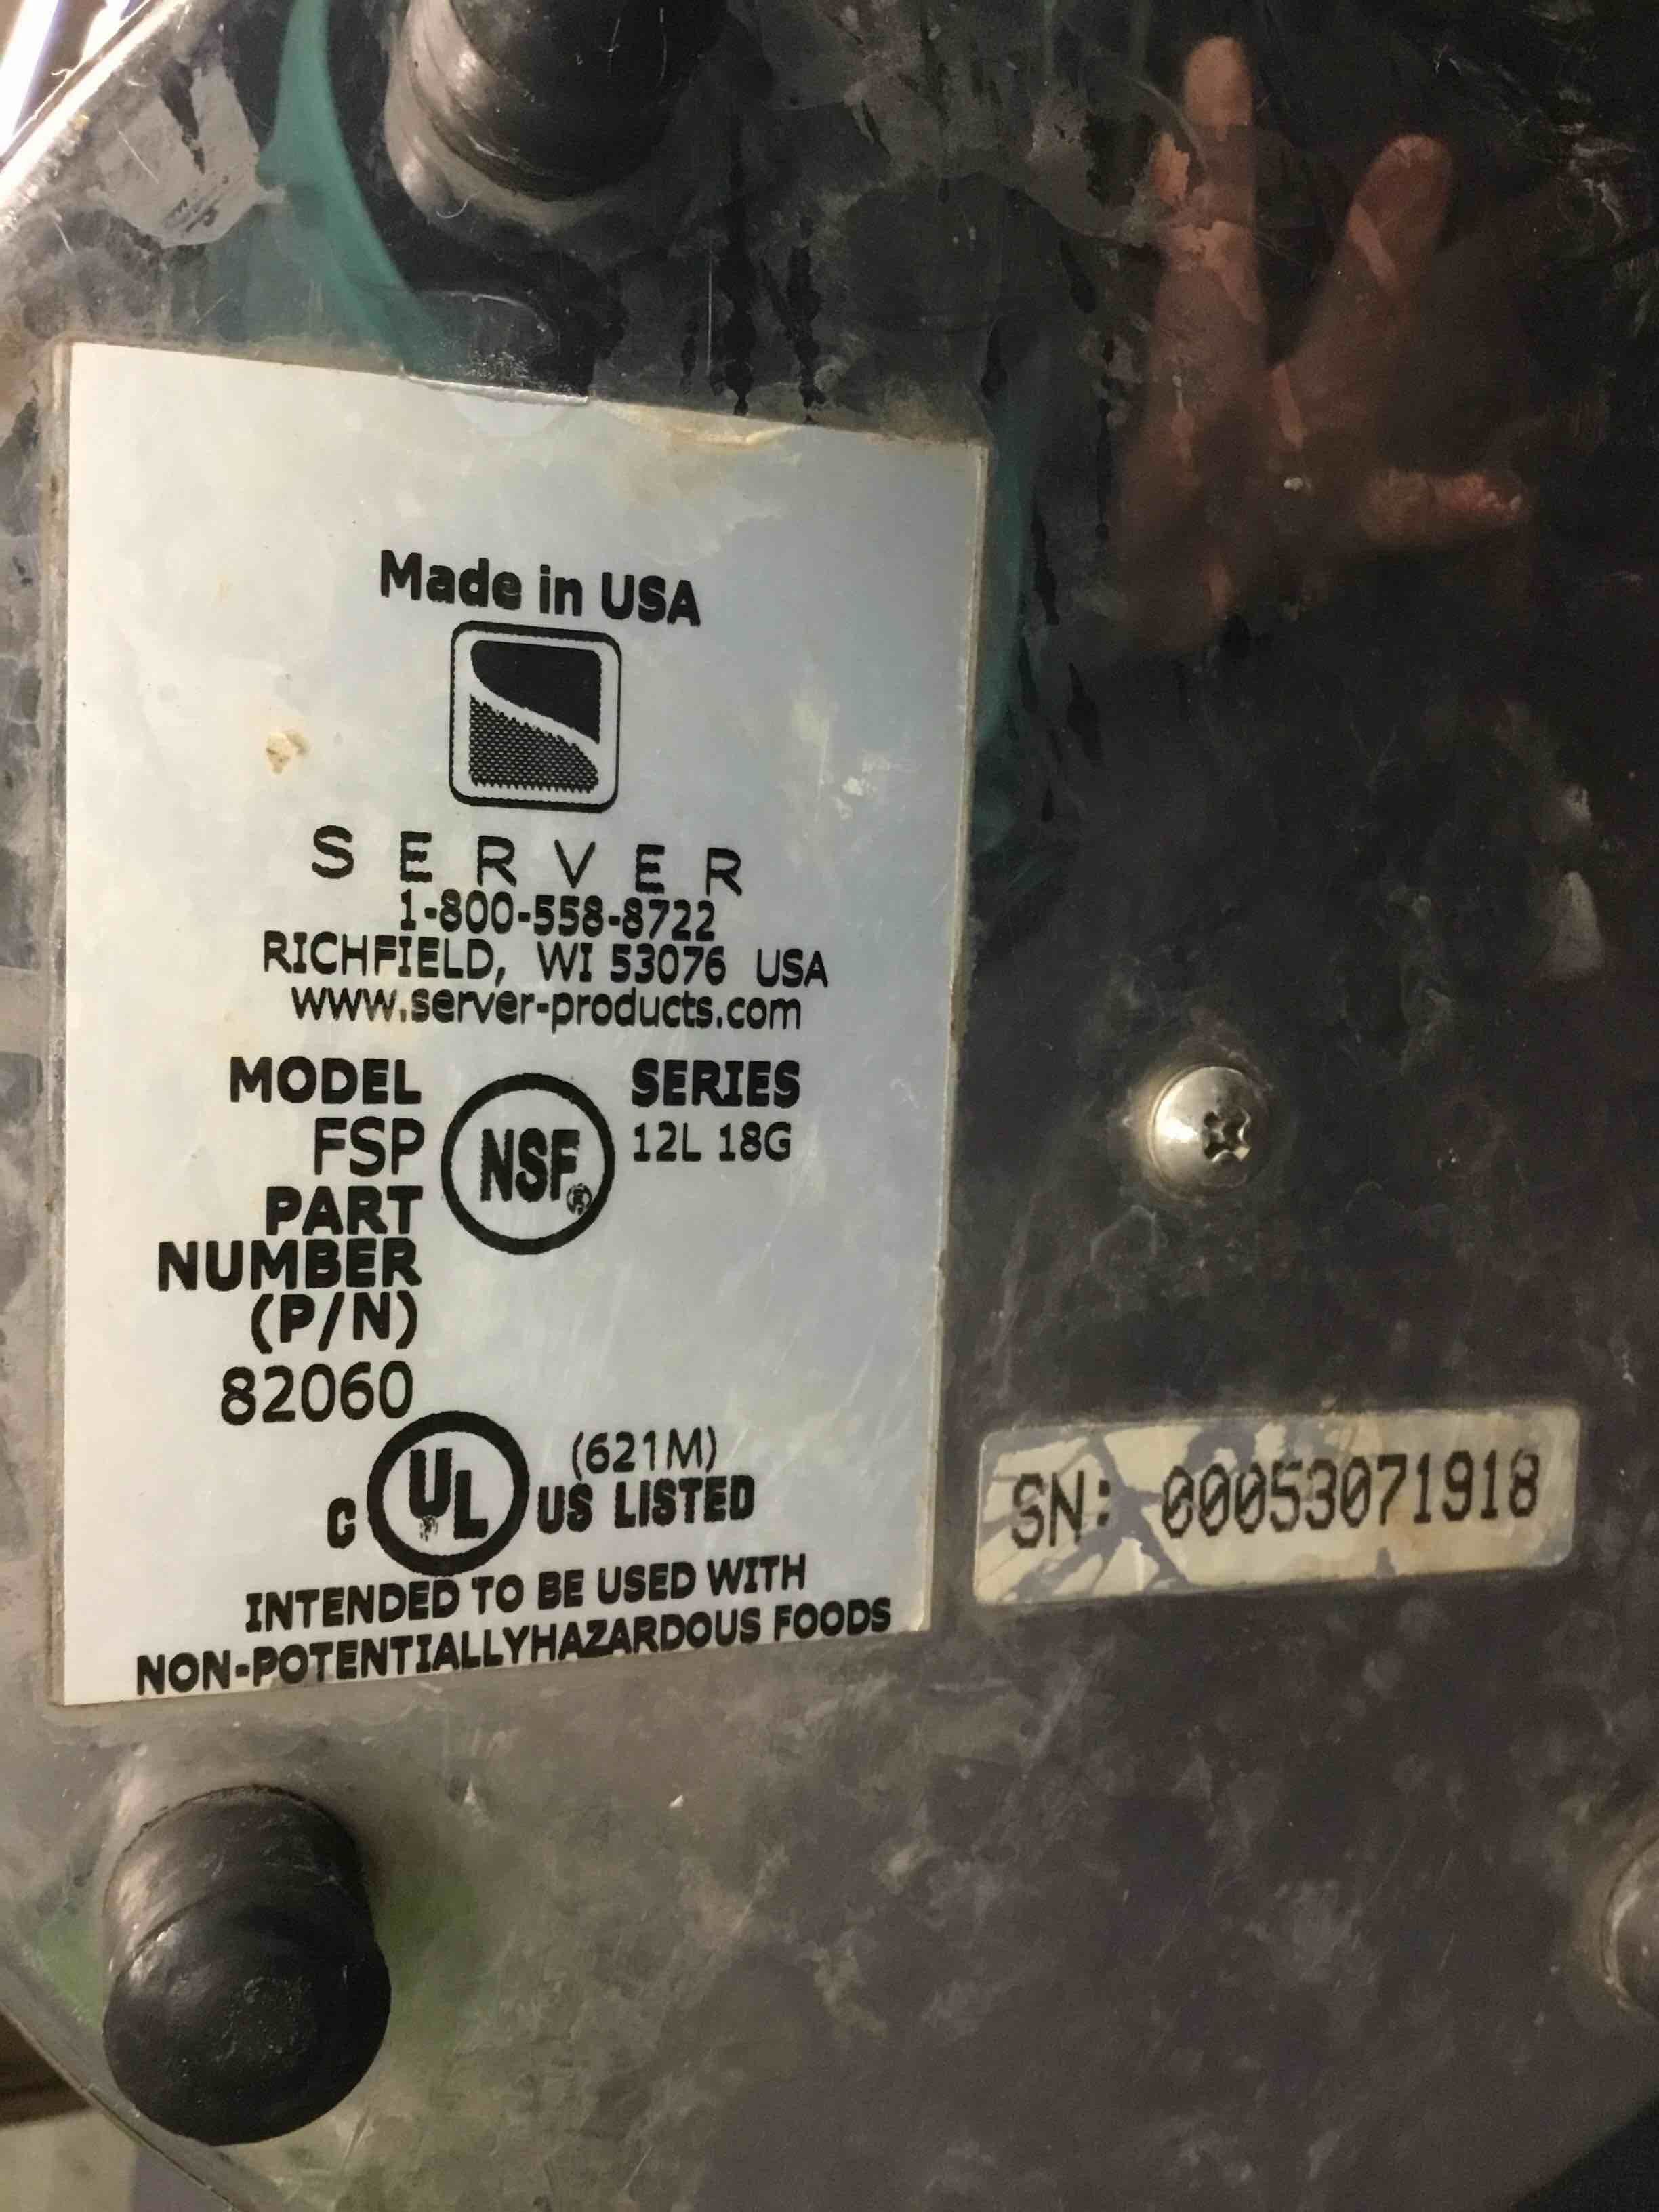 Made in USA
SERVER
1-800-558-8722
RICHFIELD, WI 53076 USA
www.server-products.com
MODEL
FSP
PART
NUMBER
(P/N)
82060
NSF®
SERIES
12L 18G
C UL US LISTED
(621M)
INTENDED TO BE USED WITH
NON-POTENTIALLYHAZARDOUS FOODS
SN: 00053071918